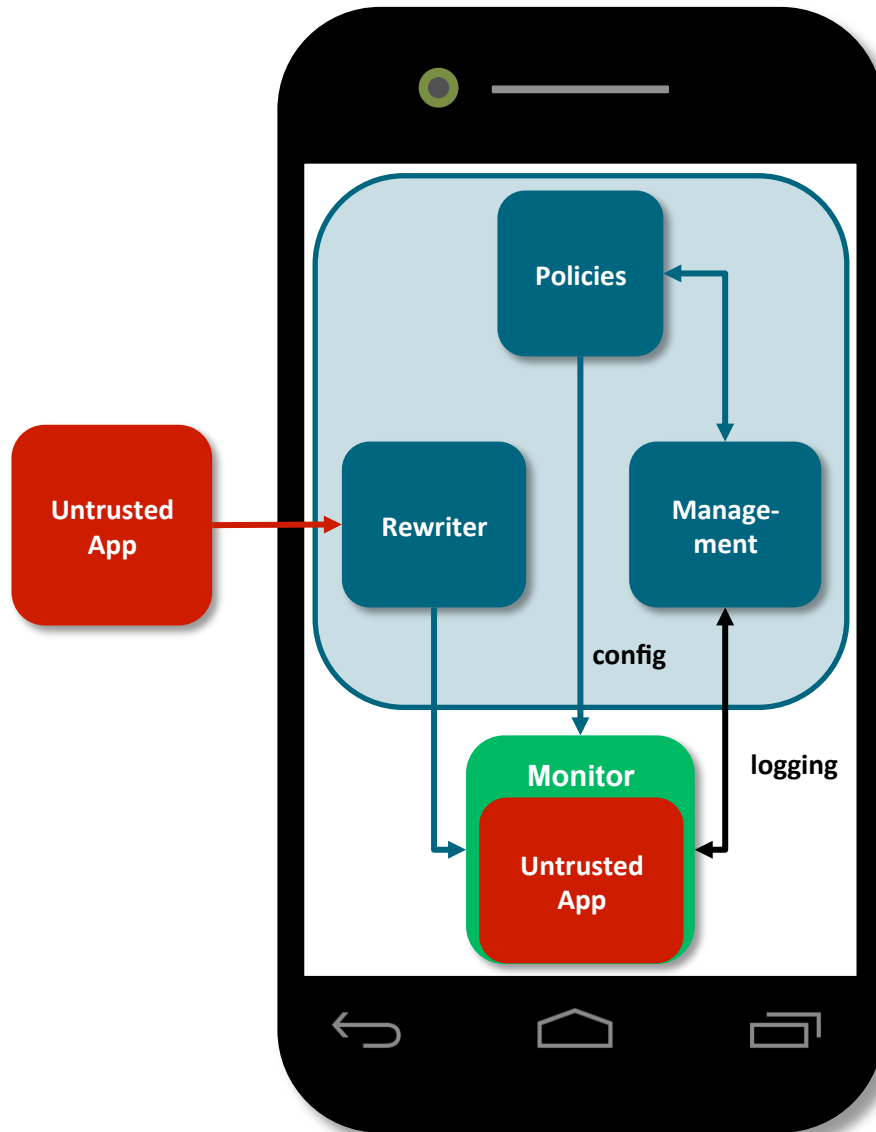 Policies
Untrusted
App
Rewriter
Manage-
ment
config
logging
Monitor
Untrusted
App